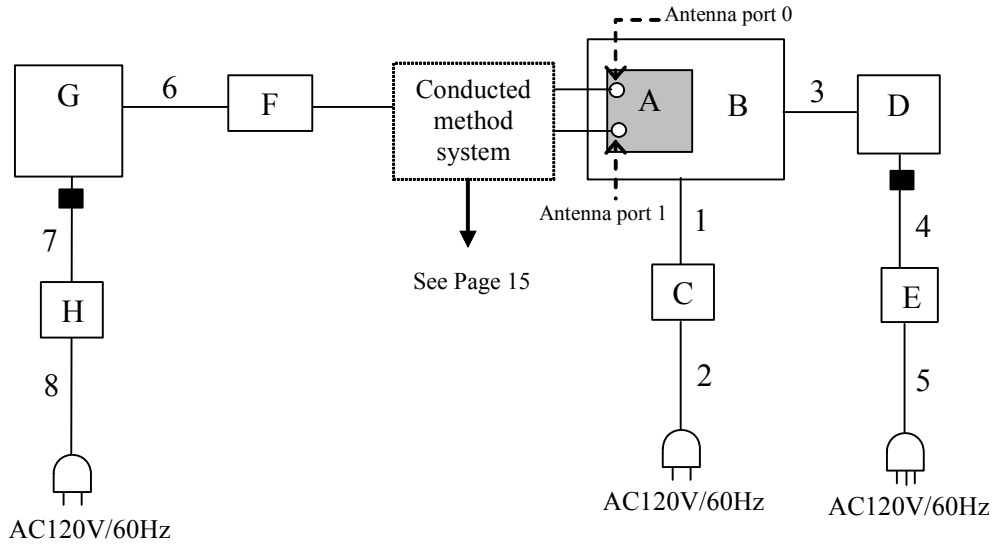 Antenna port 0
G
6
F
Conducted
method
system
A
B
3
D
Antenna port 1
7
1
4
See Page 15
H
C
E
8
2
5
AC120V/60Hz
AC120V/60Hz
AC120V/60Hz